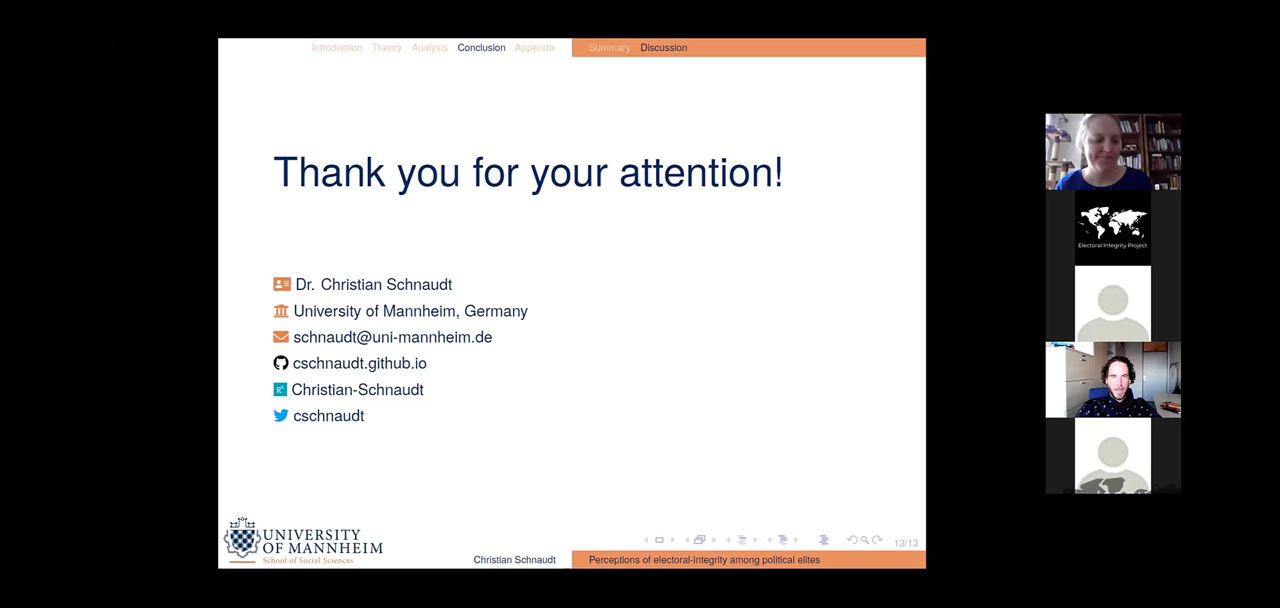 Introduction Theory Analysis Conclusion Appendix
Summary Discussion
Thank you for your attention!
Dr. Christian Schnaudt
University of Mannheim, Germany
schnaudt@uni-mannheim.de
cschnaudt.github.io
Christian-Schnaudt
cschnaudt
UNIVERSITY
OF MANNHEIM
School of Social Sciences
13/13
Christian Schnaudt
Perceptions of electoral-integrity among political elites
Electoral Integrity Project